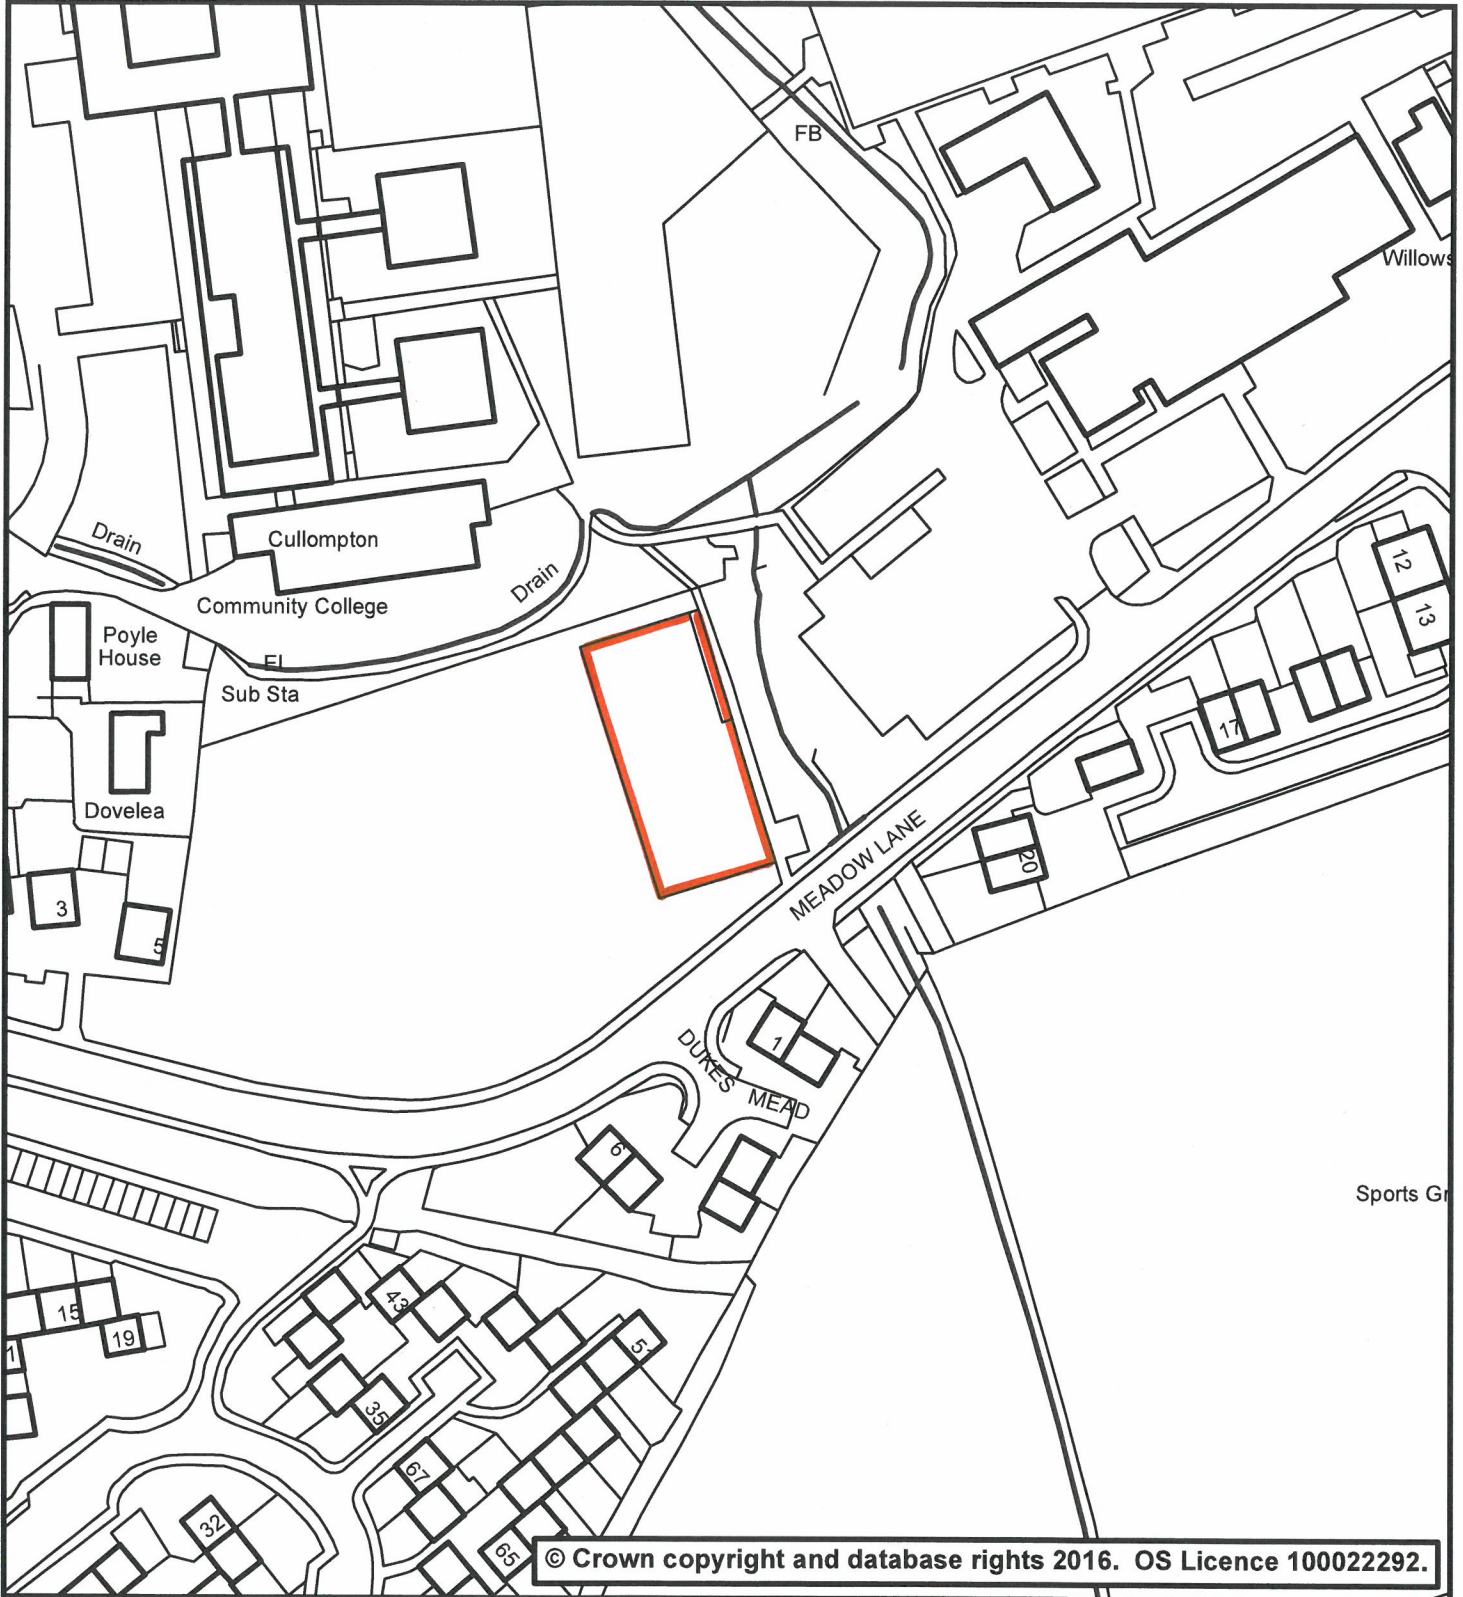 FB
Willows
Drain
Cullompton
Community College
Drain
Poyle
House
El
Sub Sta
Dovelea
3
5
12
13
17
20
MEADOW LANE
DUKES MEAD
1
6
Sports Gr
15
19
1
43
51
35
67
32
65
© Crown copyright and database rights 2016. OS Licence 100022292.